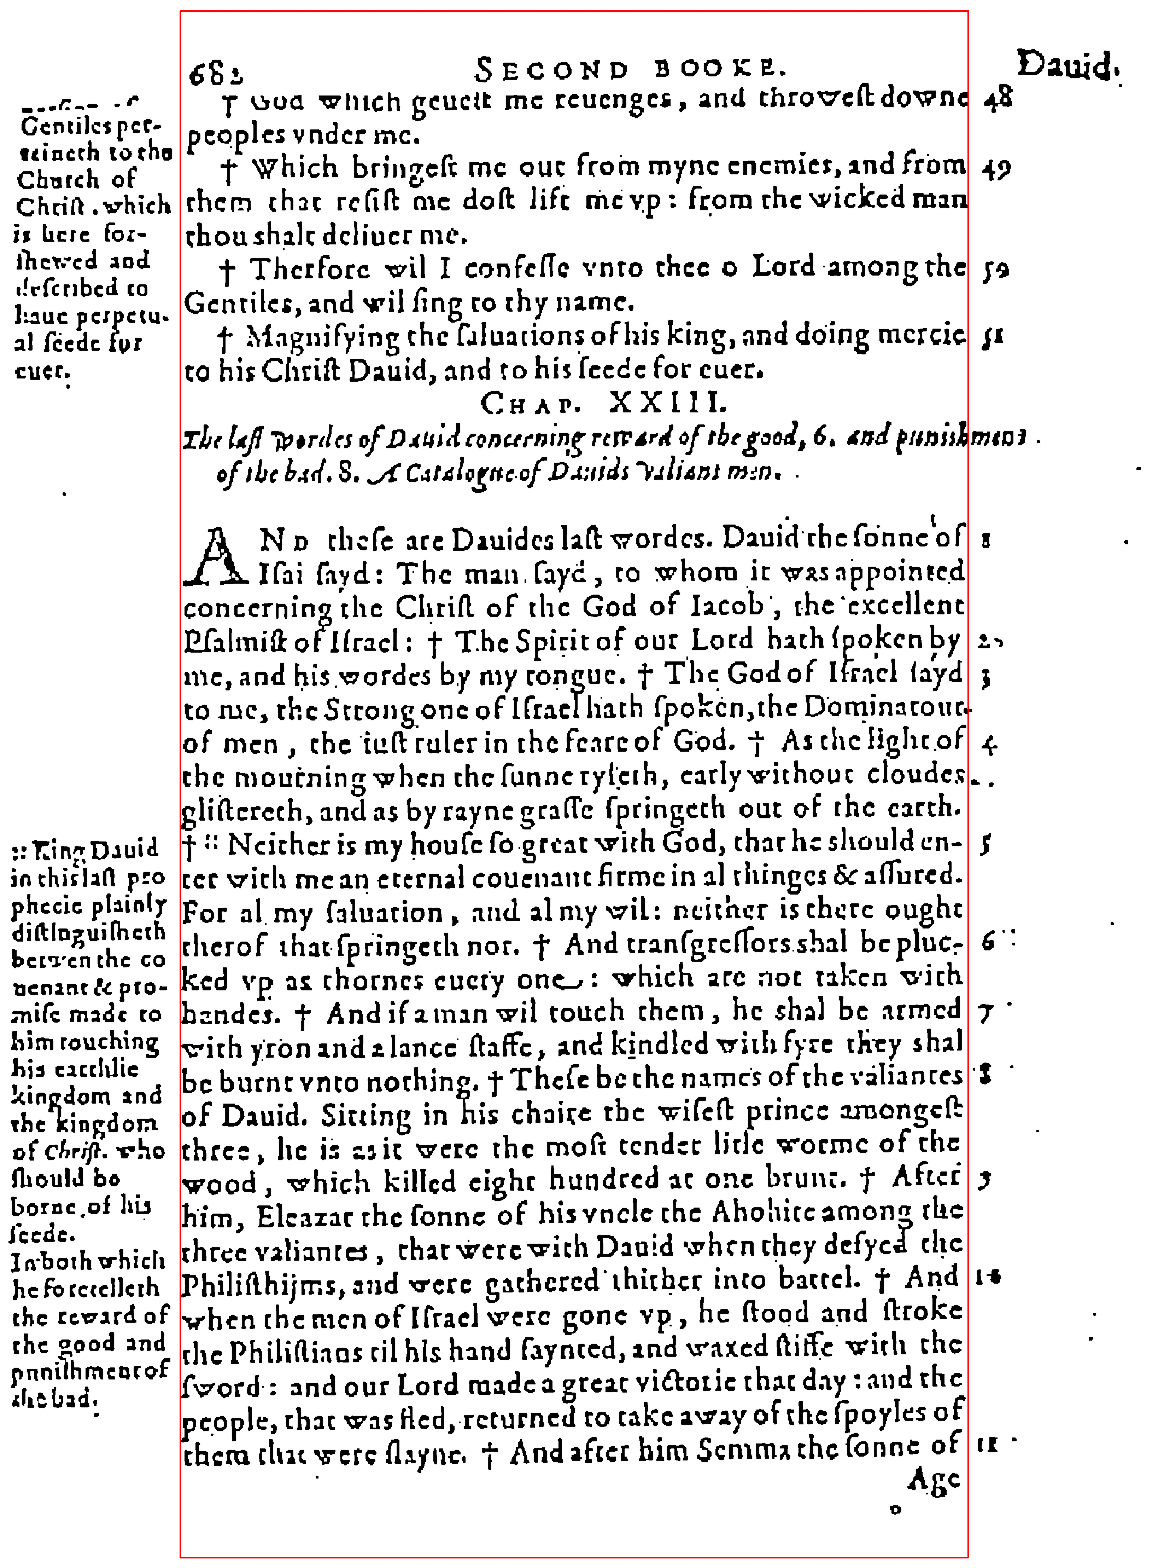 682 SECOND BOOKE. Dauid.
† God which geuest me reuenges, and throwest downe 48
peoples vnder me.
† Which bringest me out from myne enemies, and from 49
them that resist me dost lift me vp: from the wicked man
thou shalt deliuer me.
† Therfore wil I confesse vnto thee o Lord among the 50
Gentiles, and wil sing to thy name.
† Magnifying the saluations of his king, and doing mercie 51
to his Christ Dauid, and to his seede for euer.
Gentiles per-
teineth to the
Church of
Christ. which
is here for-
shewed and
described to
haue perpetu-
al seede for
euer.
CHAP. XXIII.
The last wordes of Dauid concerning reward of the good, 6. and punishment
of the bad. 8. A Catalogue of Dauids valiant men.
AND these are Dauides last wordes. Dauid the sonne of 1
Isai sayd: The man sayd, to whom it was appointed
concerning the Christ of the God of Iacob, the excellent
Psalmist of Israel: † The Spirit of our Lord hath spoken by 2
me, and his wordes by my tongue. † The God of Israel sayd 3
to me, the Strong one of Israel hath spoken, the Dominatour
of men, the iust ruler in the feare of God. † As the light of 4
the mourning when the sunne ryseth, early without cloudes
glistereth, and as by rayne grasse springeth out of the earth.
† :: Neither is my house so great with God, that he should en- 5
ter with me an eternal couenant firme in al thinges & assured.
For al my saluation, and al my wil: neither is there ought
therof that springeth not. † And transgressors shal be pluc- 6
ked vp as thornes euery one: which are not taken with
handes. † And if a man wil touch them, he shal be armed 7
with yron and a lance staffe, and kindled with fyre they shal
be burnt vnto nothing. † These be the names of the valiantes 8
of Dauid. Sitting in his chaire the wisest prince amongest
three, he is as it were the most tender litle worme of the
wood, which killed eight hundred at one brunt. † After 9
him, Eleazar the sonne of his vncle the Ahohite among the
three valiantes, that were with Dauid when they defyed the
Philisthijms, and were gathered thither into battel. † And 10
when the men of Israel were gone vp, he stood and stroke
the Philistians til his hand faynted, and waxed stiffe with the
sword: and our Lord made a great victorie that day: and the
people, that was fled, returned to take away of the spoyles of
them that were slayne. † And after him Semma the sonne of 11
Age
:: King Dauid
in this last pro
phecie plainly
distinguisheth
betwen the co
uenant & pro-
mise made to
him touching
his earthlie
kingdom and
the kingdom
of Christ. who
should be
borne of his
seede.
In both which
he foretelleth
the reward of
the good and
punishment of
the bad.